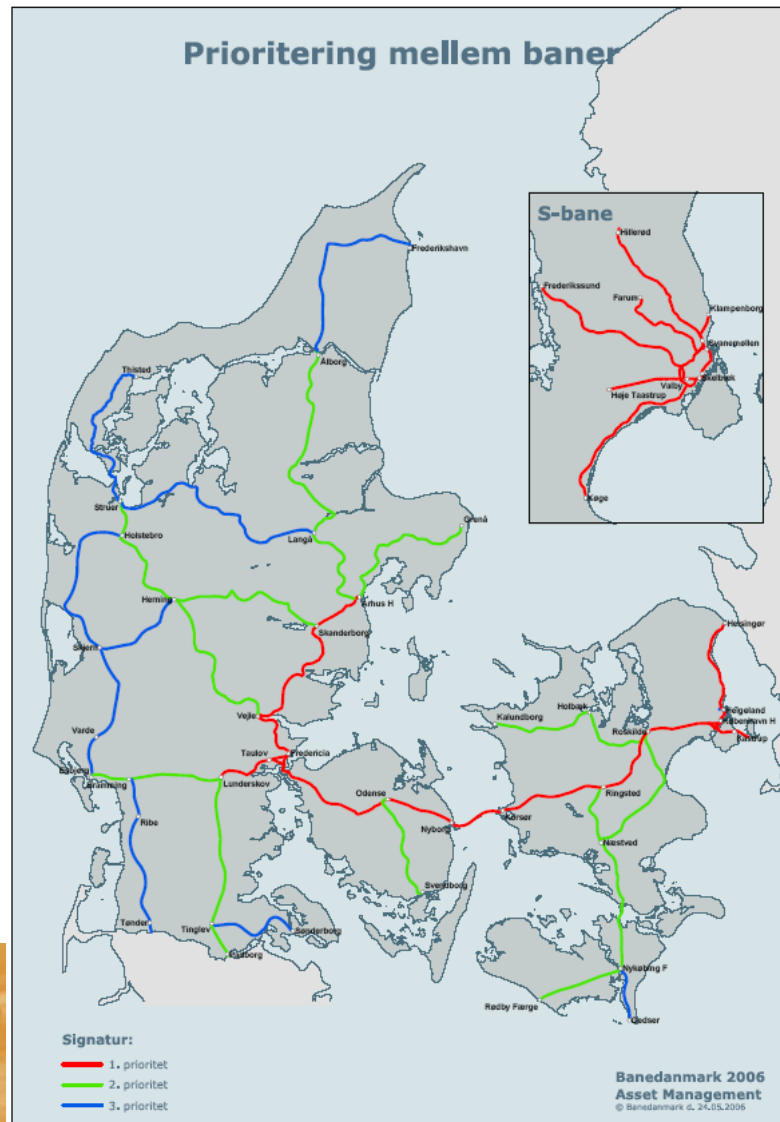 Prioritering mellem baner
S-bane
Hillerød
Frederikssund
Farum
Klampenborg
Svanemøllen
Valby
Skelbæk
Høje Taastrup
Køge
Frederikshavn
Ålborg
Thisted
Struer
Holstebro
Langå
Grenå
Herning
Århus H
Skanderborg
Skjern
Vejle
Varde
Taulov
Fredericia
Esbjerg
Bramming
Lunderskov
Ribe
Odense
Nyborg
Svendborg
Tønder
Tinglev
Sønderborg
Padborg
Helsingør
Helgoland
København H
Kastrup
Kalundborg
Holbæk
Roskilde
Ringsted
Korsør
Næstved
Nykøbing F
Rødby Færge
Gedser
Signatur:
1. prioritet
2. prioritet
3. prioritet
Banedanmark 2006
Asset Management
© Banedanmark d. 24.05.2006